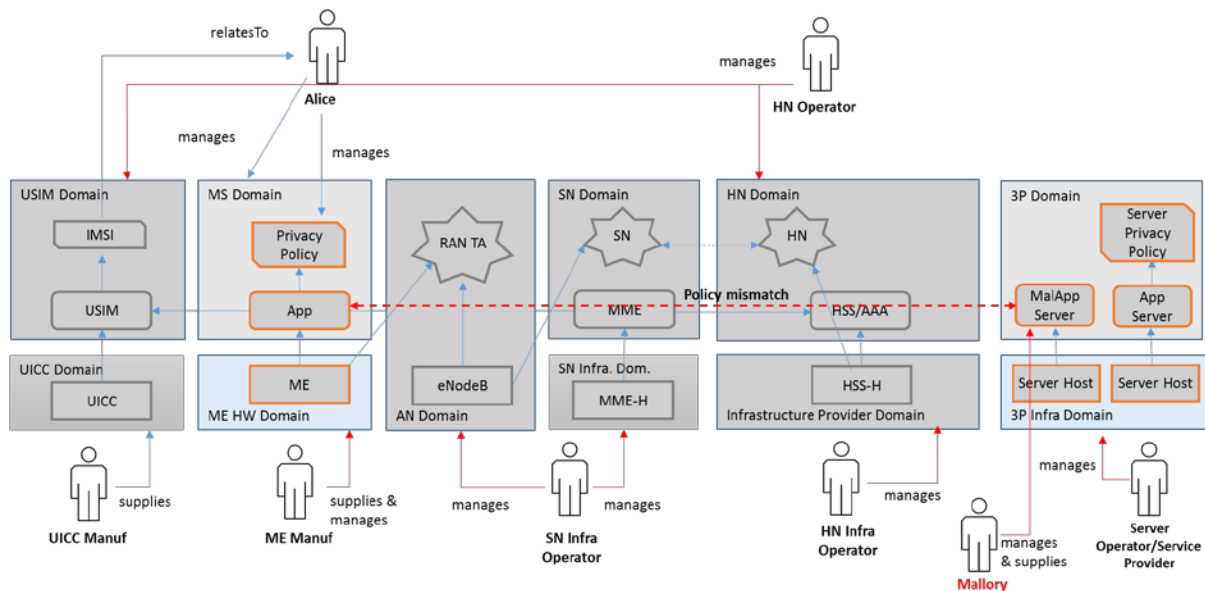 relatesTo
manages
Alice
HN Operator
manages
manages
USIM Domain
MS Domain
SN Domain
HN Domain
3P Domain
IMSI
Privacy
Policy
RAN TA
SN
HN
Server
Privacy
Policy
Policy mismatch
USIM
App
MME
HSS/AAA
MalApp
Server
App
Server
UICC Domain
SN Infra. Dom.
UICC
ME
eNodeB
MME-H
HSS-H
Server Host
Server Host
ME HW Domain
AN Domain
Infrastructure Provider Domain
3P Infra Domain
supplies
supplies &
manages
manages
manages
manages
manages
UICC Manuf
ME Manuf
SN Infra
Operator
HN Infra
Operator
manages
& supplies
Mallory
Server
Operator/Service
Provider